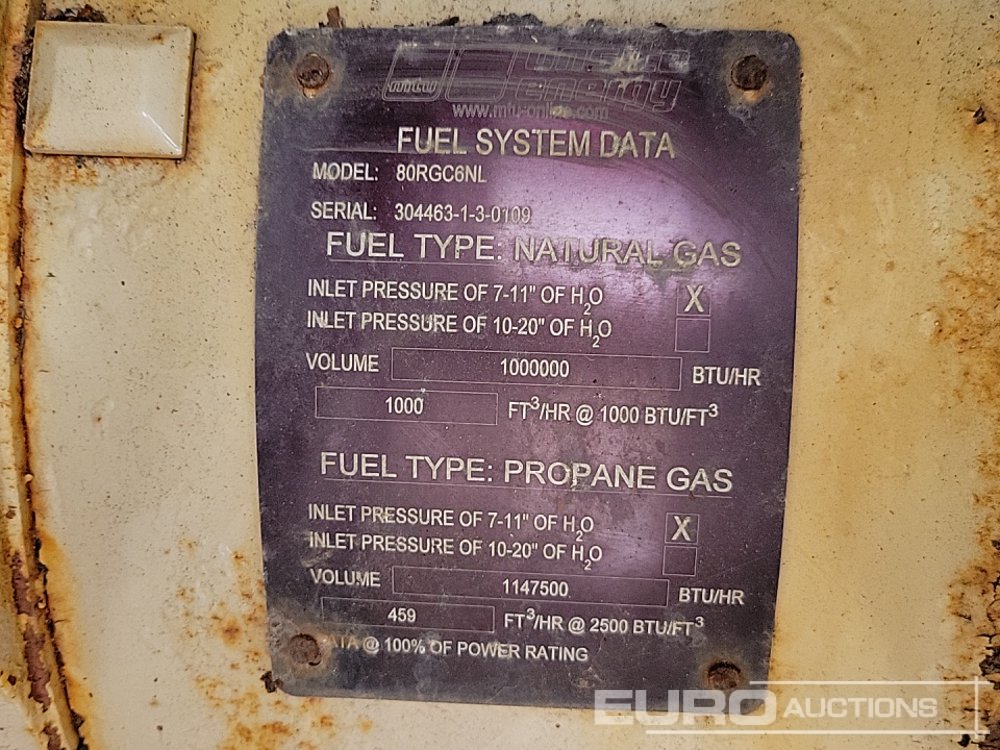 mtu onsite energy
www.mtu-online.com
FUEL SYSTEM DATA
MODEL: 80RGC6NL
SERIAL: 304463-1-3-0109
FUEL TYPE: NATURAL GAS
INLET PRESSURE OF 7-11" OF H2O X
INLET PRESSURE OF 10-20" OF H2O
VOLUME 1000000 BTU/HR
1000 FT3/HR @ 1000 BTU/FT3
FUEL TYPE: PROPANE GAS
INLET PRESSURE OF 7-11" OF H2O X
INLET PRESSURE OF 10-20" OF H2O
VOLUME 1147500 BTU/HR
459 FT3/HR @ 2500 BTU/FT3
DATA @ 100% OF POWER RATING
EURO AUCTIONS